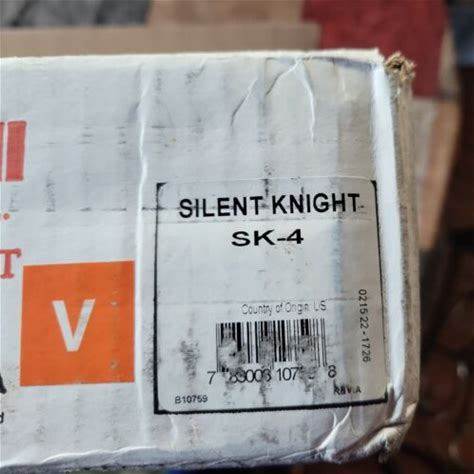 SILENT KNIGHT
SK-4
T
V
Country of Origin: US
021522-1726
B10759
REV.A